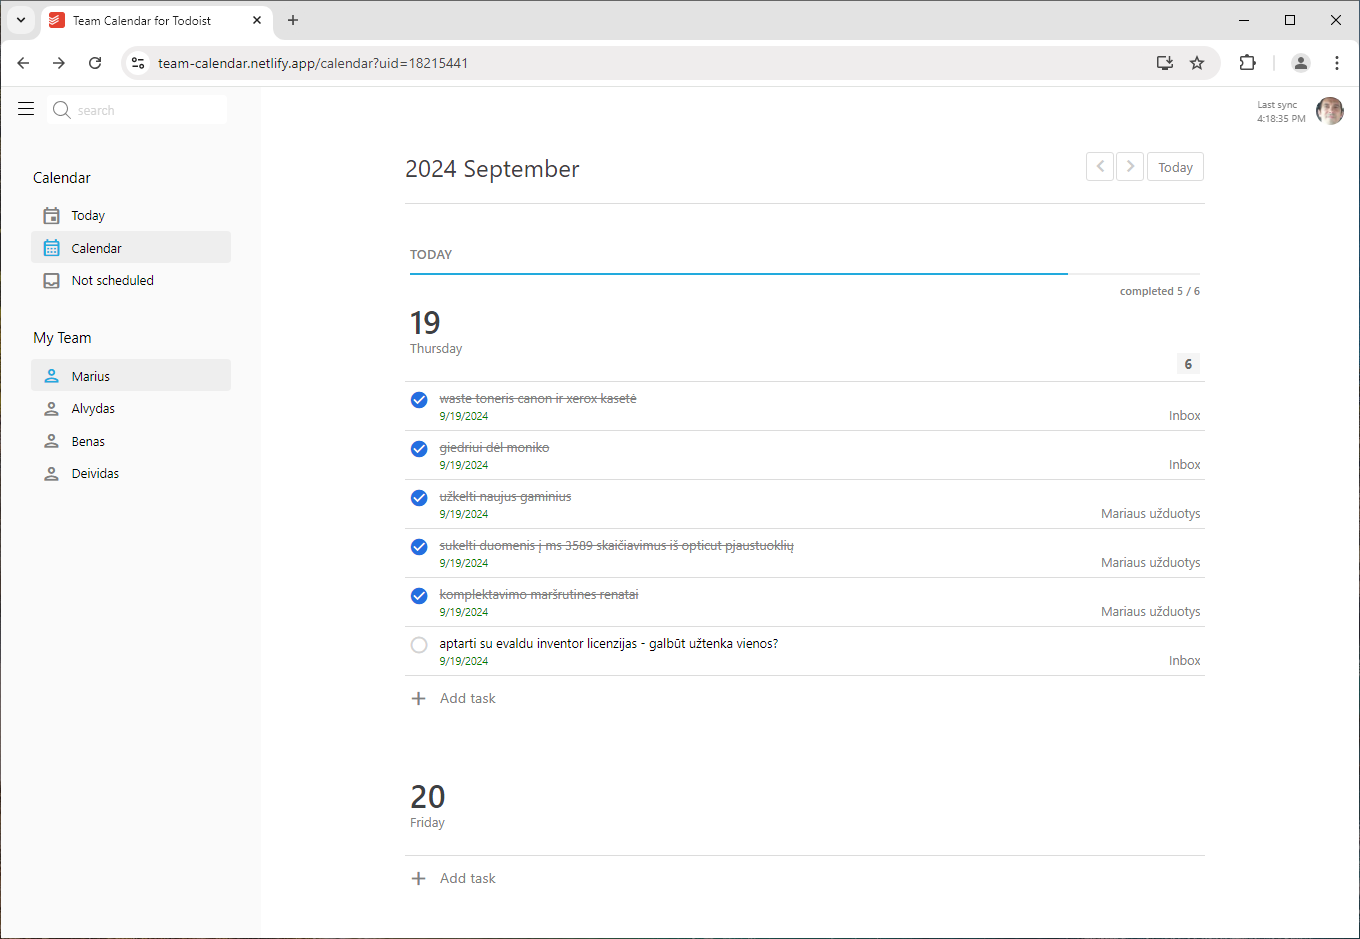 Team Calendar for Todoist
team-calendar.netlify.app/calendar?uid=18215441
search
Last sync
4:18:35 PM
Calendar
Today
Calendar
Not scheduled
My Team
Marius
Alvydas
Benas
Deividas
2024 September
Today
TODAY
completed 5 / 6
19
Thursday
6
waste toneris canon ir xerox kasetė
9/19/2024
Inbox
giedriui dėl moniko
9/19/2024
Inbox
užkelti naujus gaminius
9/19/2024
Mariaus užduotys
sukelti duomenis į ms 3589 skaičiavimus iš opticut pjaustuoklių
9/19/2024
Mariaus užduotys
komplektavimo maršrutines renatai
9/19/2024
Mariaus užduotys
aptarti su evaldu inventor licenzijas - galbūt užtenka vienos?
9/19/2024
Inbox
Add task
20
Friday
Add task